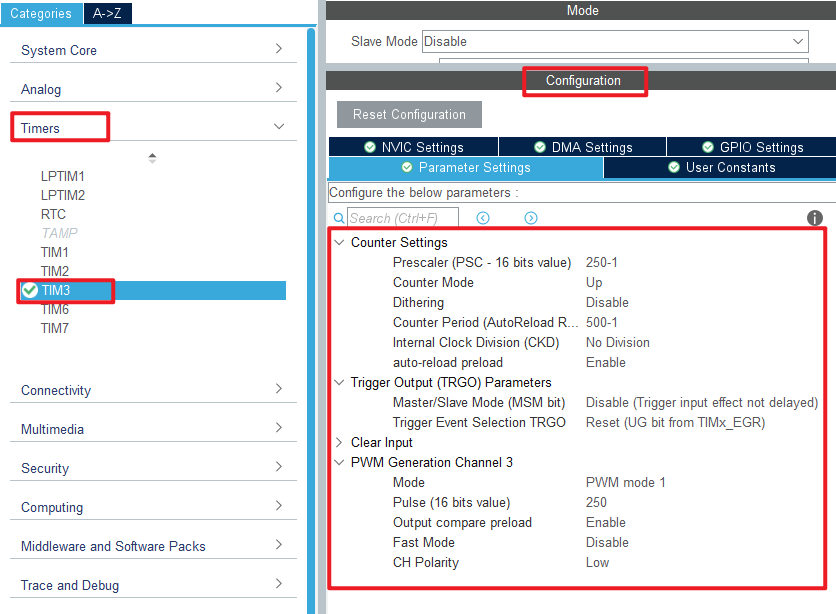 Categories
A->Z
System Core
Analog
Timers
LPTIM1
LPTIM2
RTC
TAMP
TIM1
TIM2
TIM3
TIM6
TIM7
Connectivity
Multimedia
Security
Computing
Middleware and Software Packs
Trace and Debug
Mode
Slave Mode Disable
Configuration
Reset Configuration
NVIC Settings
DMA Settings
GPIO Settings
Parameter Settings
User Constants
Configure the below parameters :
Search (Ctrl+F)
Counter Settings
Prescaler (PSC - 16 bits value) 250-1
Counter Mode Up
Dithering Disable
Counter Period (AutoReload R... 500-1
Internal Clock Division (CKD) No Division
auto-reload preload Enable
Trigger Output (TRGO) Parameters
Master/Slave Mode (MSM bit) Disable (Trigger input effect not delayed)
Trigger Event Selection TRGO Reset (UG bit from TIMx_EGR)
Clear Input
PWM Generation Channel 3
Mode PWM mode 1
Pulse (16 bits value) 250
Output compare preload Enable
Fast Mode Disable
CH Polarity Low